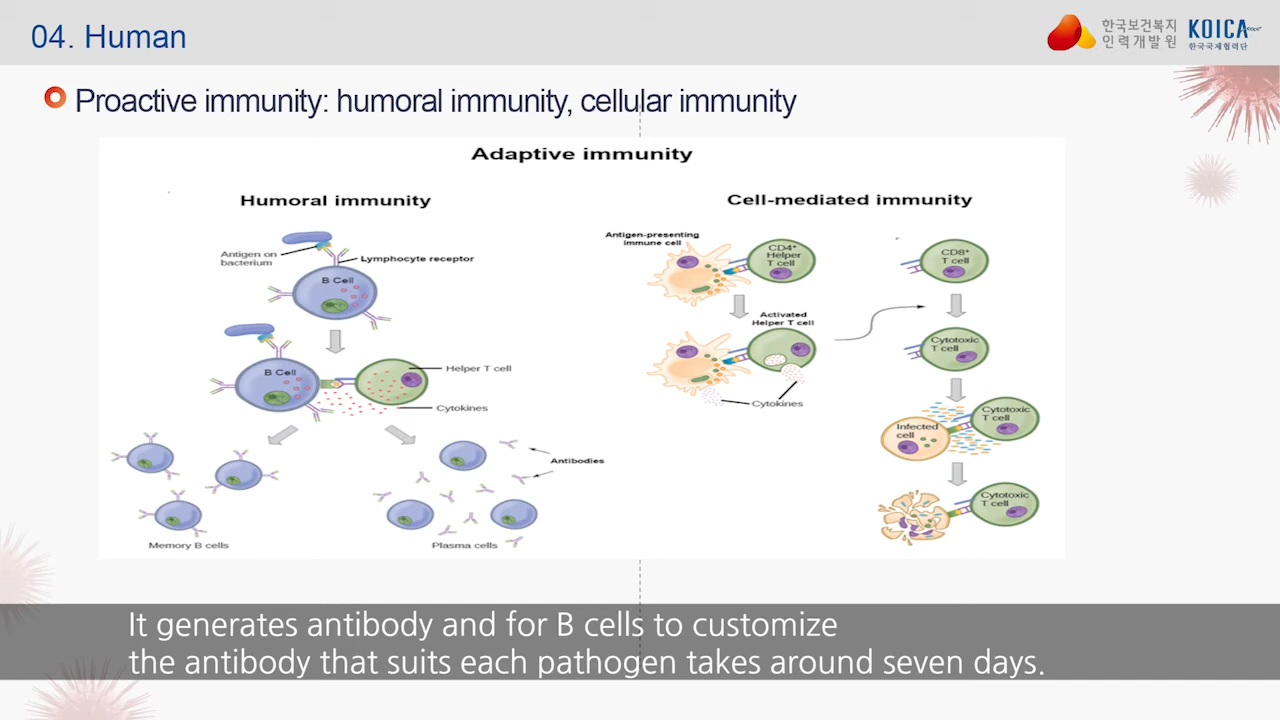 04. Human
한국보건복지
인력개발원
KOICA
한국국제협력단
Proactive immunity: humoral immunity, cellular immunity
Adaptive immunity
Humoral immunity
Antigen on
bacterium
Lymphocyte receptor
B Cell
B Cell
Helper T cell
Cytokines
Antibodies
Memory B cells
Plasma cells
Cell-mediated immunity
Antigen-presenting
immune cell
CD4+
Helper
T cell
CD8+
T cell
Activated
Helper T cell
Cytotoxic
T cell
Cytokines
Infected
cell
Cytotoxic
T cell
Cytotoxic
T cell
It generates antibody and for B cells to customize
the antibody that suits each pathogen takes around seven days.